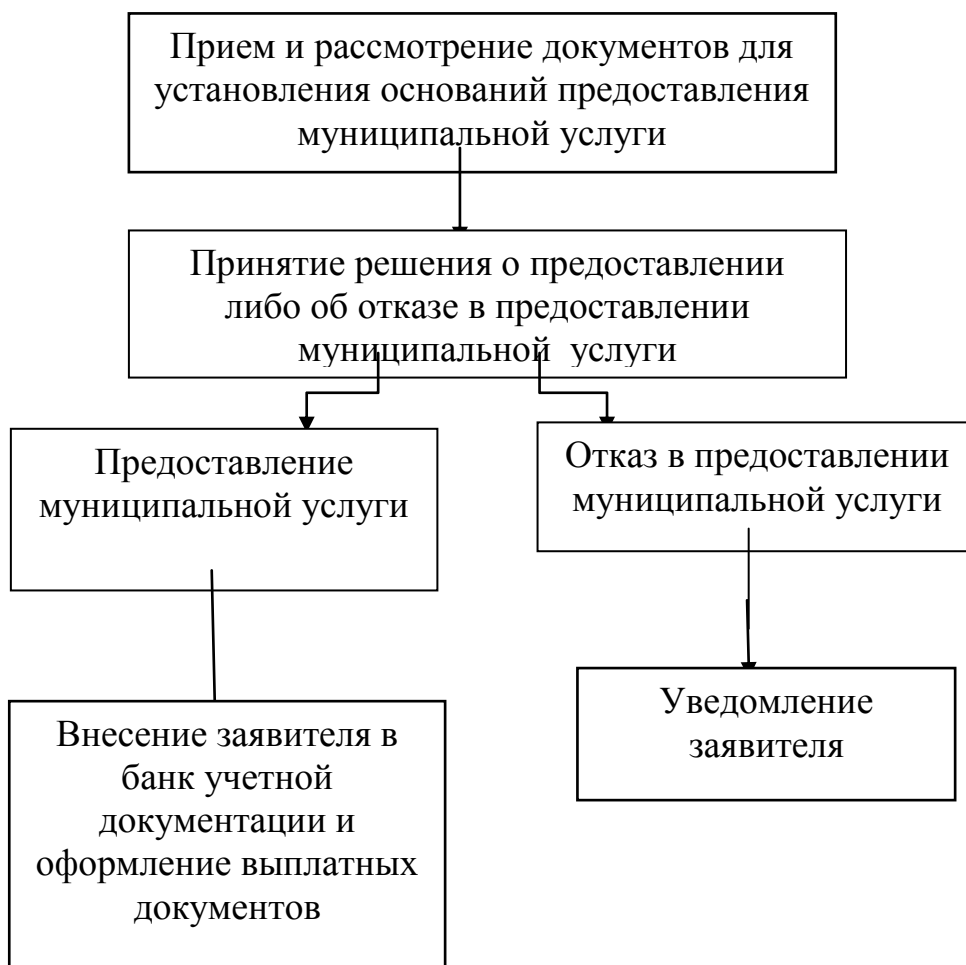 Прием и рассмотрение документов для
установления оснований предоставления
муниципальной услуги
Принятие решения о предоставлении
либо об отказе в предоставлении
муниципальной услуги
Предоставление
муниципальной услуги
Отказ в предоставлении
муниципальной услуги
Внесение заявителя в
банк учетной
документации и
оформление выплатных
документов
Уведомление
заявителя